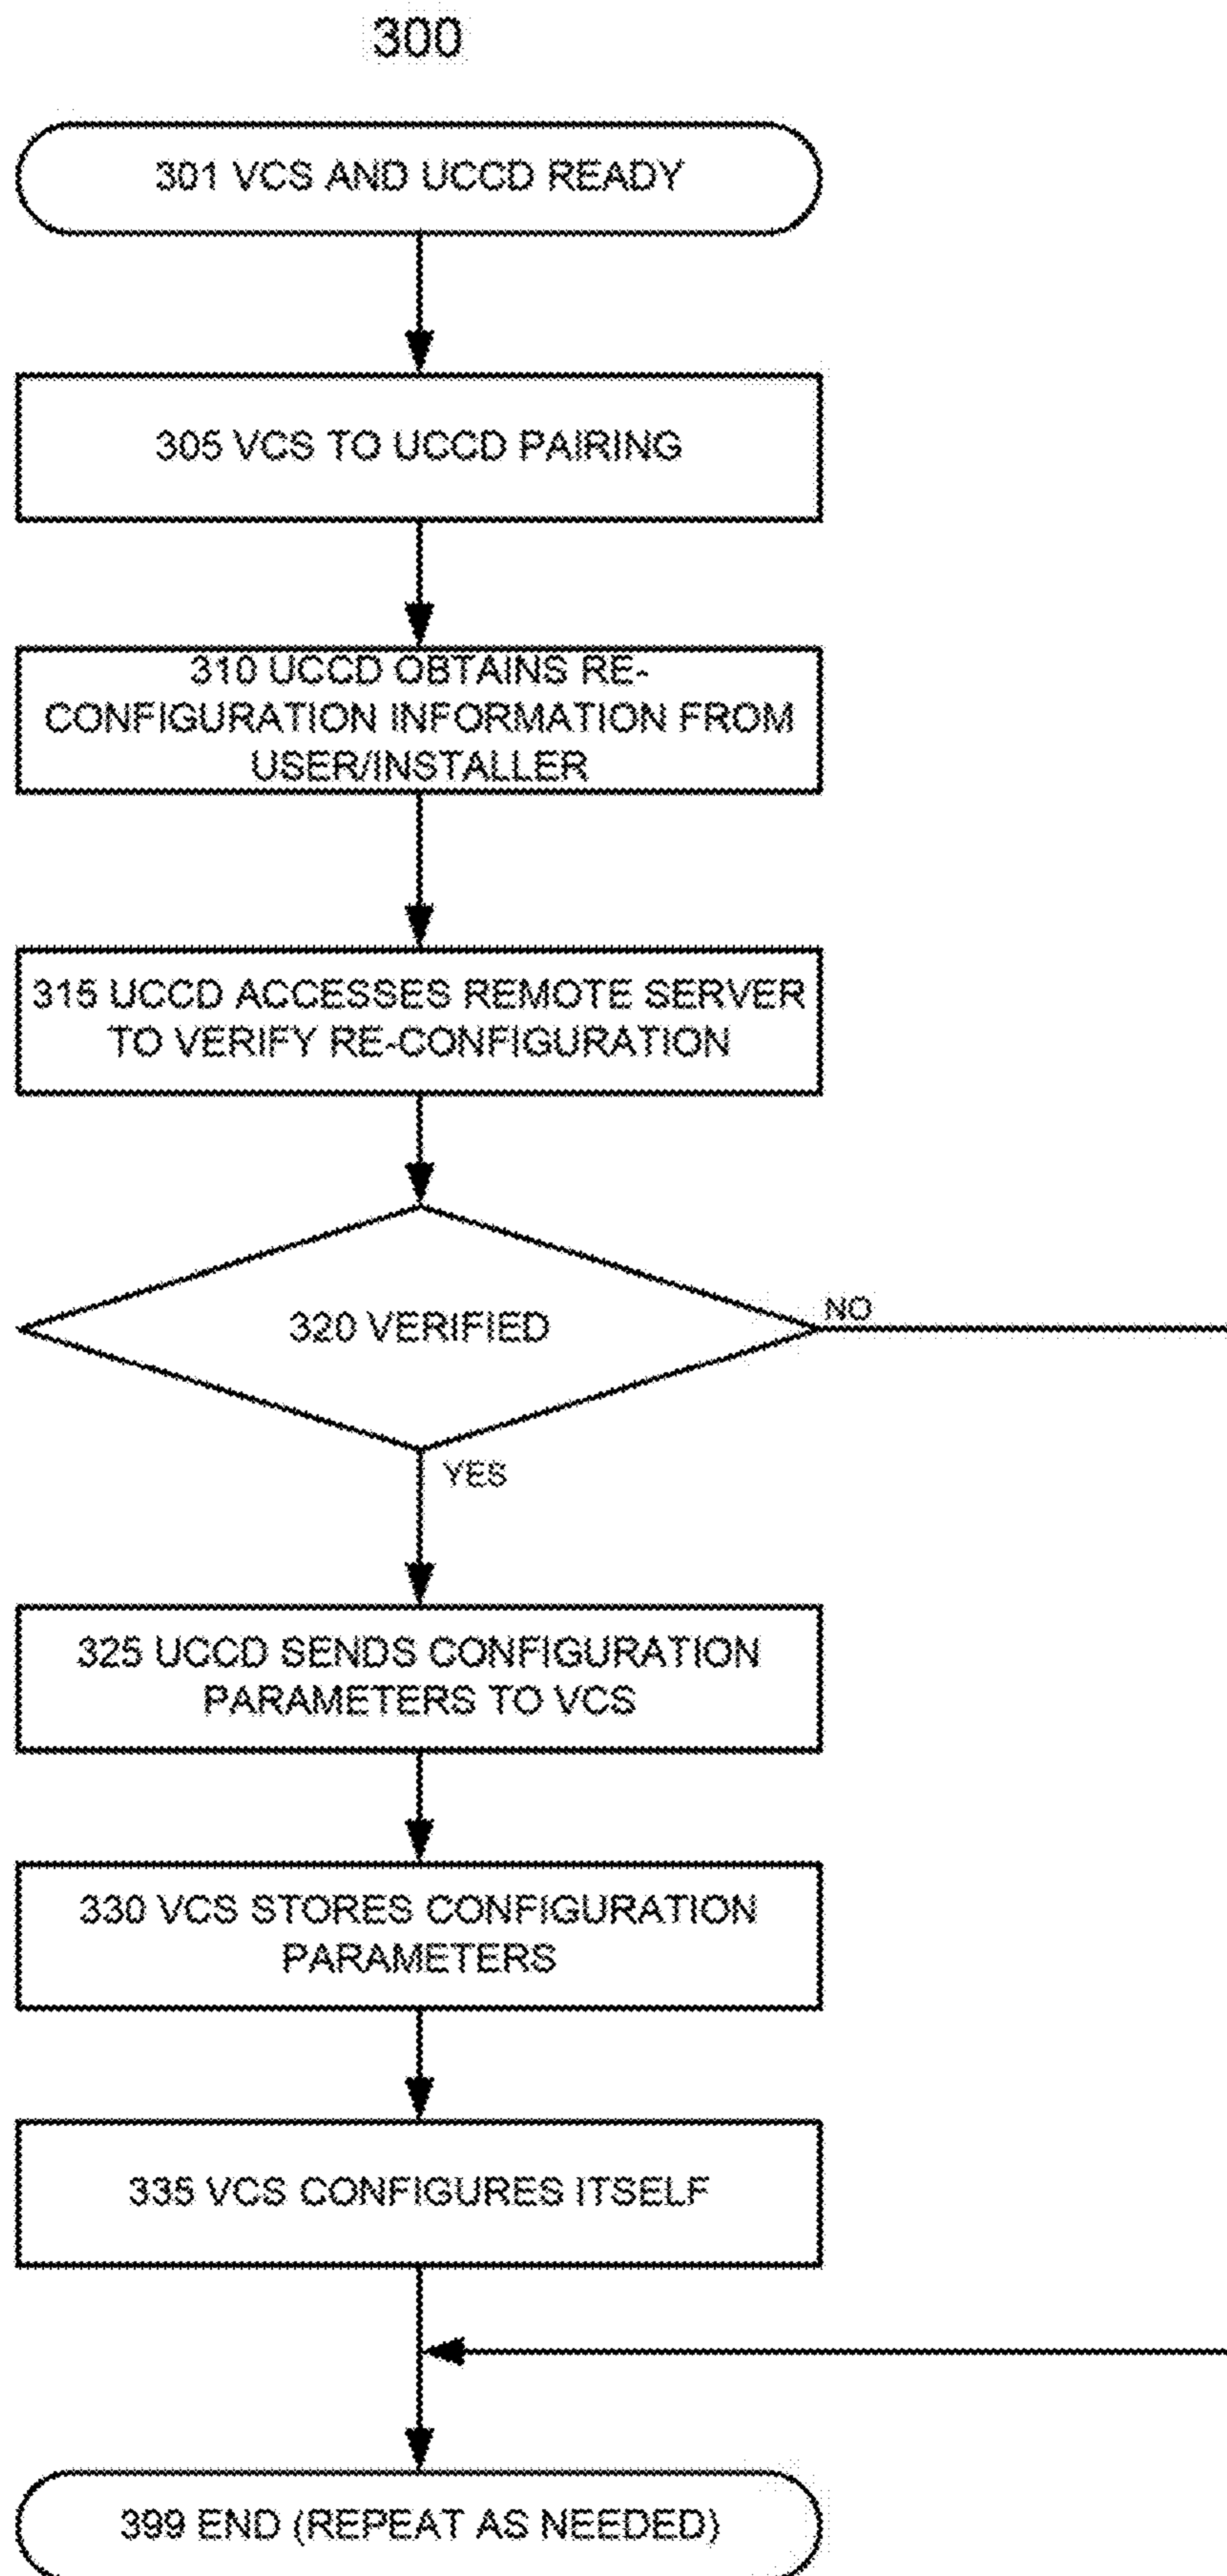 300
301 VCS AND UCCD READY
305 VCS TO UCCD PAIRING
310 UCCD OBTAINS RE-
CONFIGURATION INFORMATION FROM
USER/INSTALLER
315 UCCD ACCESSES REMOTE SERVER
TO VERIFY RE-CONFIGURATION
320 VERIFIED
NO
YES
325 UCCD SENDS CONFIGURATION
PARAMETERS TO VCS
330 VCS STORES CONFIGURATION
PARAMETERS
335 VCS CONFIGURES ITSELF
399 END (REPEAT AS NEEDED)